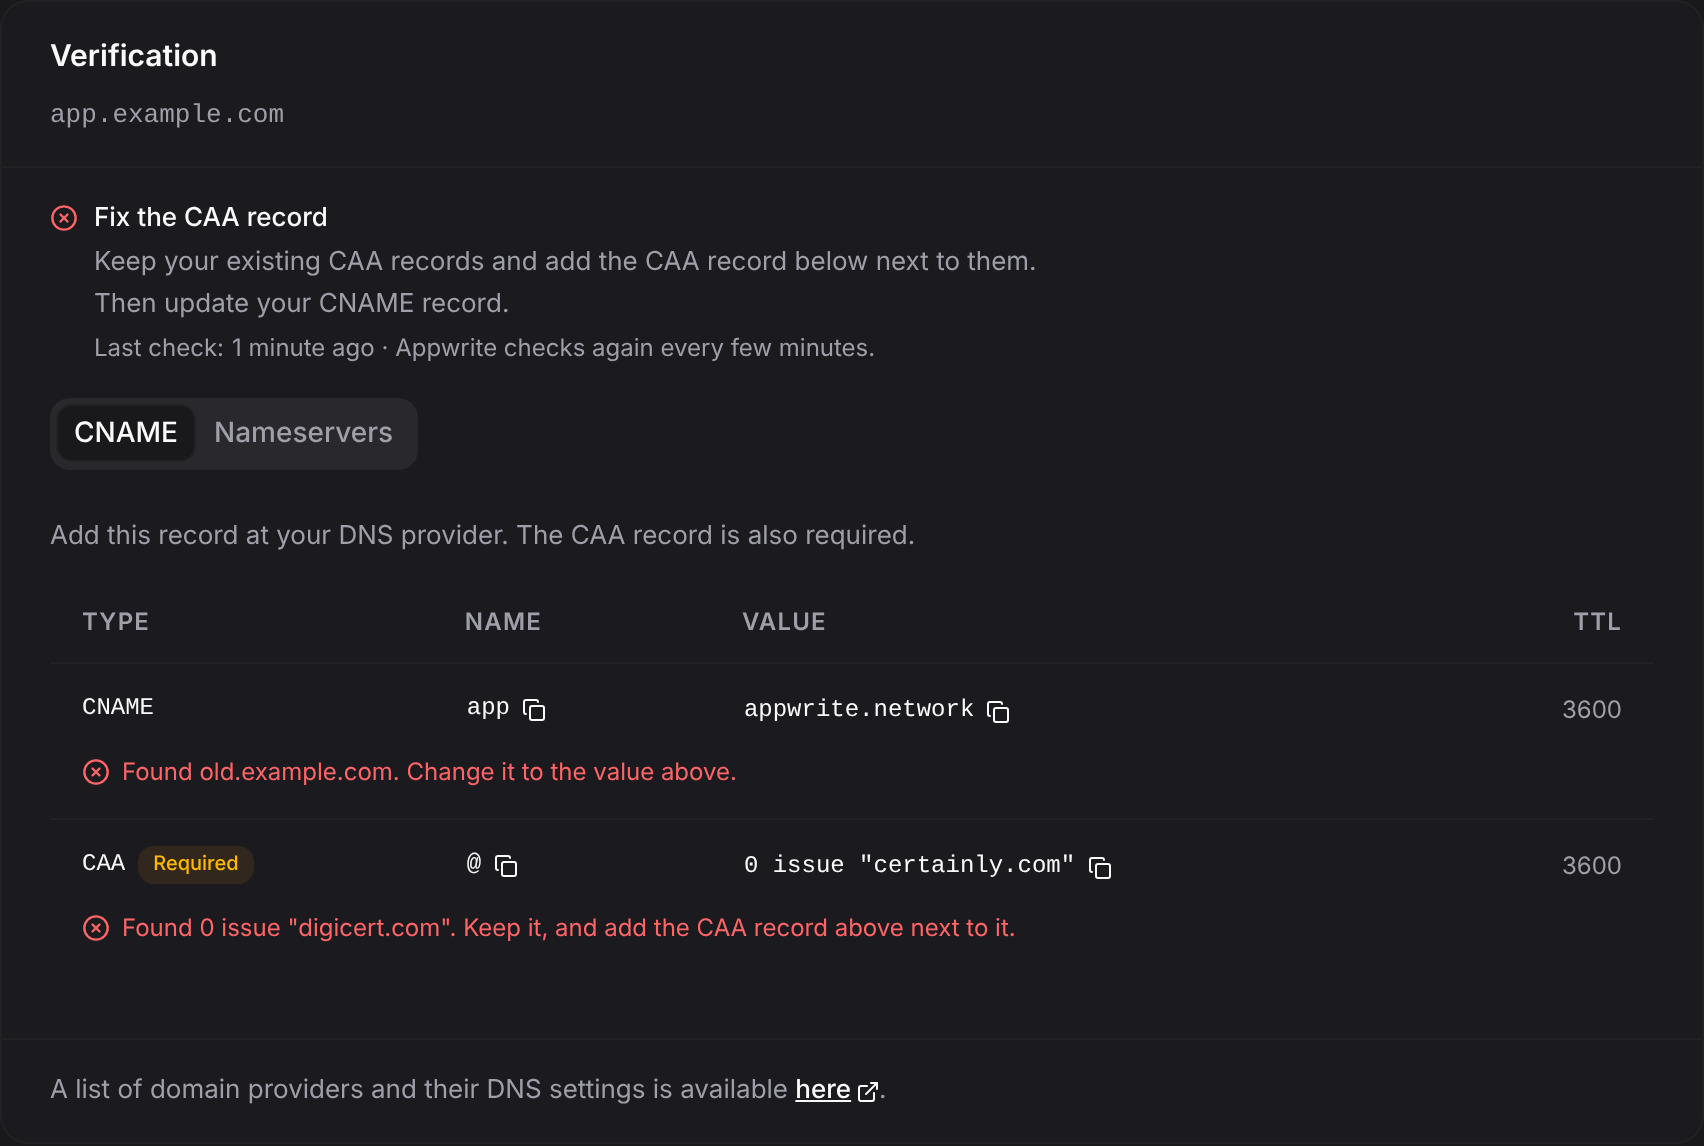 Verification
app.example.com
Fix the CAA record
Keep your existing CAA records and add the CAA record below next to them.
Then update your CNAME record.
Last check: 1 minute ago · Appwrite checks again every few minutes.
CNAME Nameservers
Add this record at your DNS provider. The CAA record is also required.
TYPE NAME VALUE TTL
CNAME app appwrite.network 3600
Found old.example.com. Change it to the value above.
CAA Required @ 0 issue "certainly.com" 3600
Found 0 issue "digicert.com". Keep it, and add the CAA record above next to it.
A list of domain providers and their DNS settings is available here.